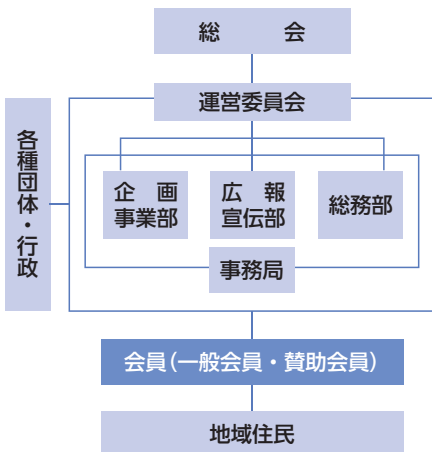 総　会
運営委員会
各種団体・行政
企　画
事業部
広　報
宣伝部
総務部
事務局
会員(一般会員・賛助会員)
地域住民